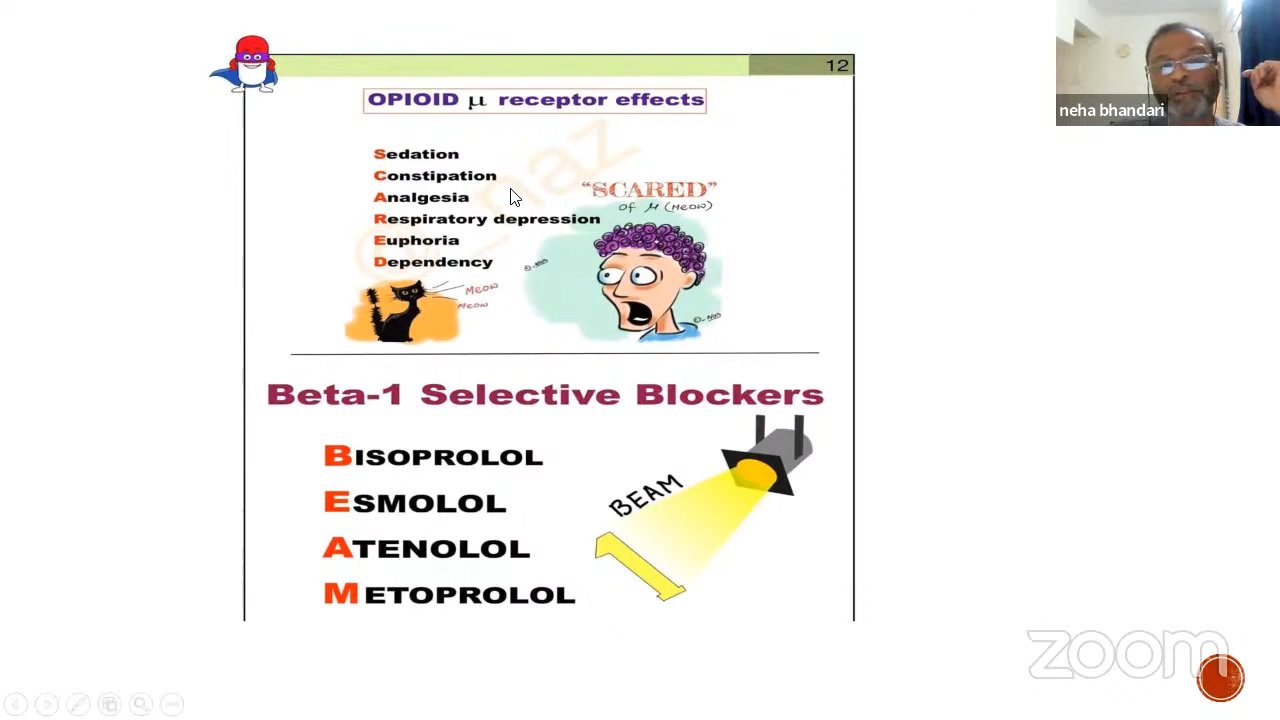 12
OPIOID μ receptor effects
Sedation
Constipation
Analgesia
Respiratory depression
Euphoria
Dependency
"SCARED"
of μ (MEOW)
MEOW
MEOW
Beta-1 Selective Blockers
BISOPROLOL
ESMOLOL
ATENOLOL
METOPROLOL
BEAM
1
neha bhandari
zoom